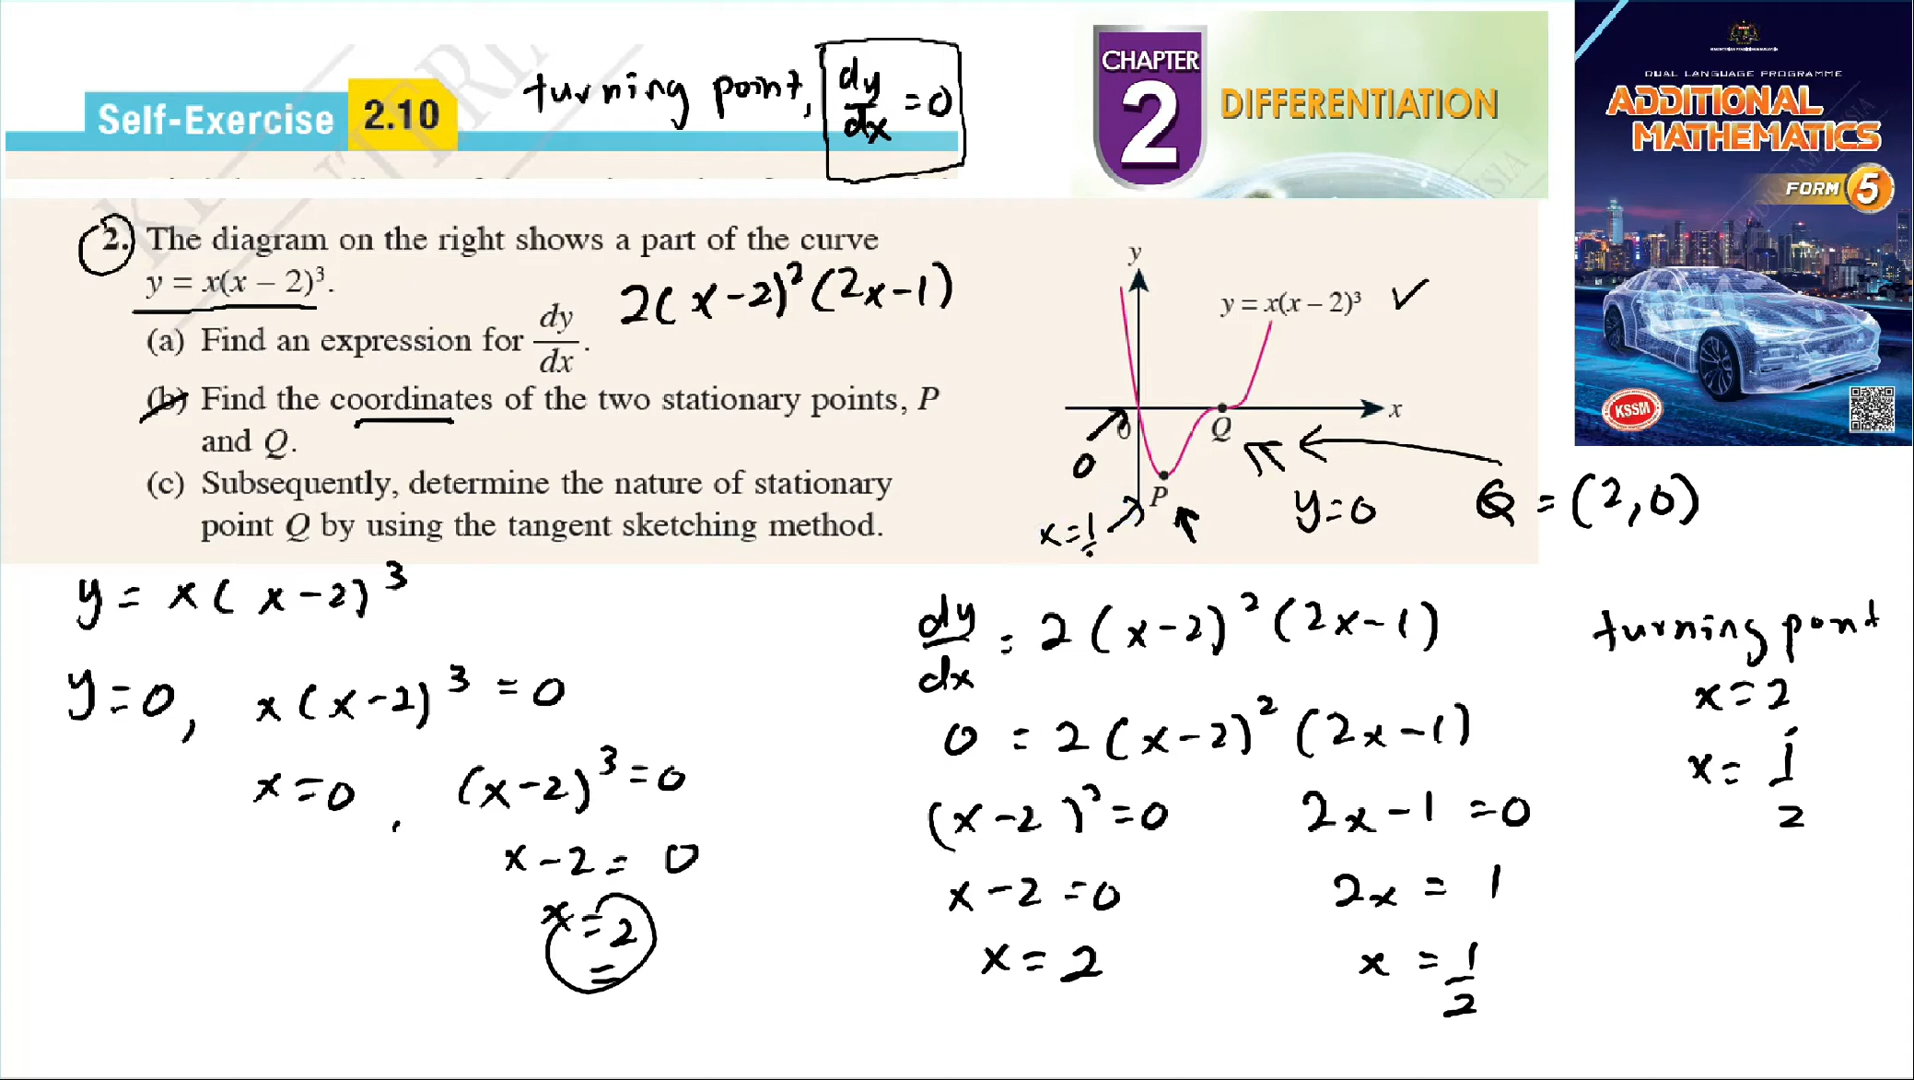 turning point, dy/dx = 0
Self-Exercise 2.10
CHAPTER
2
DIFFERENTIATION
DUAL LANGUAGE PROGRAMME
ADDITIONAL
MATHEMATICS
FORM 5
KSSM
2. The diagram on the right shows a part of the curve
y = x(x – 2)³.
2(x-2)²(2x-1)
(a) Find an expression for dy/dx.
(b) Find the coordinates of the two stationary points, P
and Q.
(c) Subsequently, determine the nature of stationary
point Q by using the tangent sketching method.
y
y = x(x – 2)³
x
O
Q
P
0
x=1/
y=0
Q = (2,0)
y = x(x-2)³
y=0, x(x-2)³ = 0
x=0, (x-2)³=0
x-2= 0
x=2
dy/dx = 2(x-2)²(2x-1)
0 = 2(x-2)²(2x-1)
(x-2)²=0
x-2=0
x=2
2x-1=0
2x = 1
x = 1/2
turning point
x=2
x= 1/2